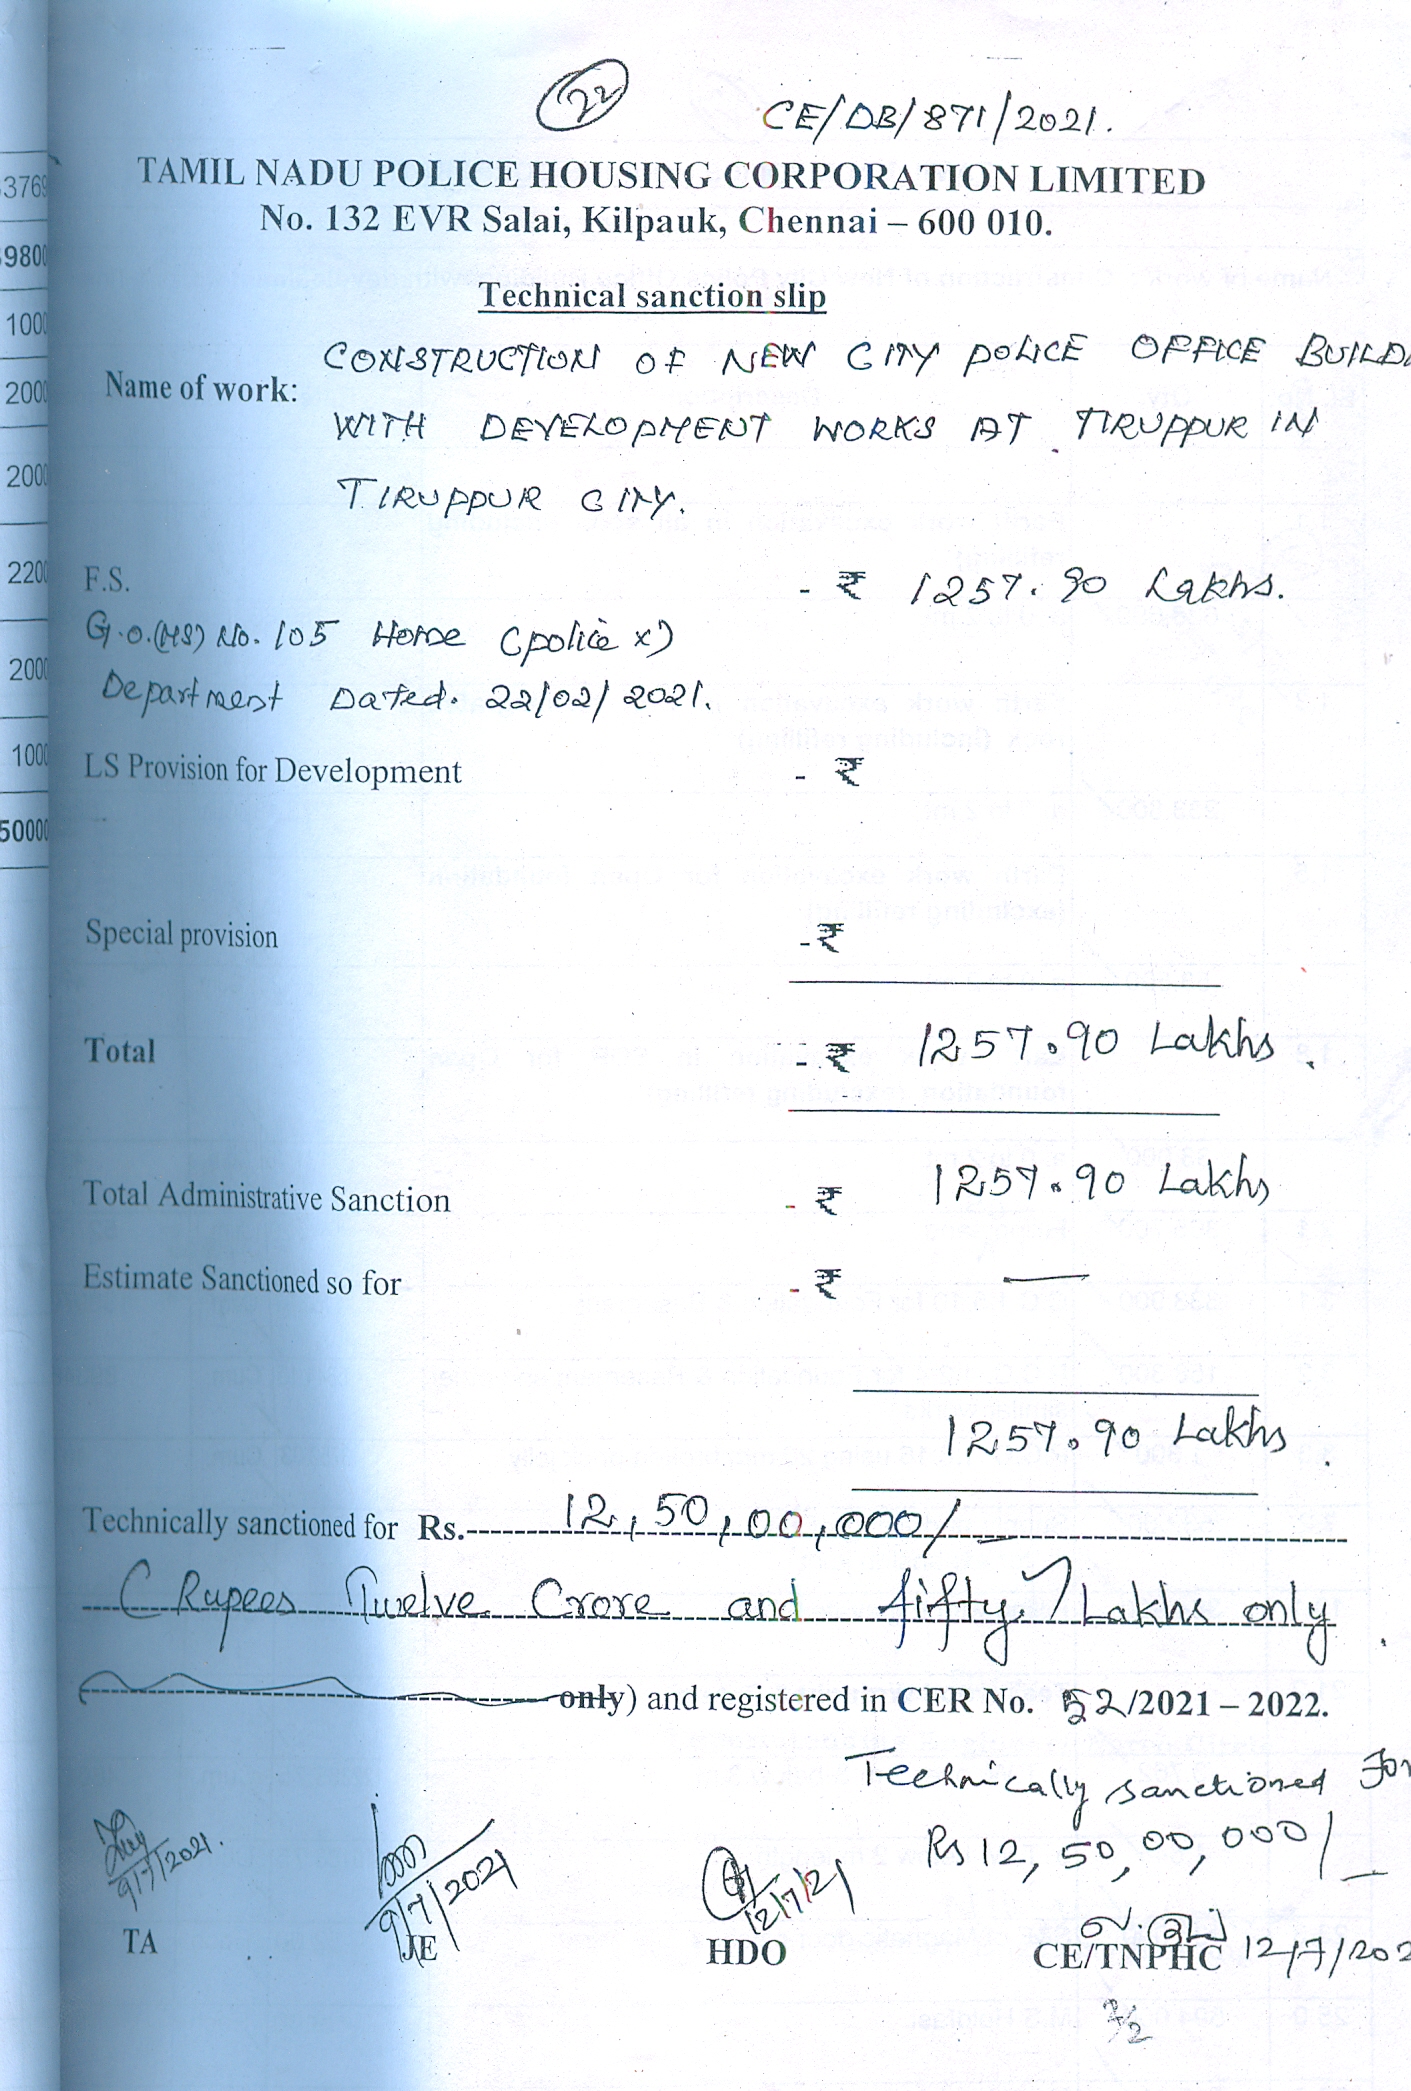 22
CE/DB/871/2021.
TAMIL NADU POLICE HOUSING CORPORATION LIMITED
No. 132 EVR Salai, Kilpauk, Chennai – 600 010.
Technical sanction slip
Name of work: CONSTRUCTION OF NEW CITY POLICE OFFICE BUILD
WITH DEVELOPMENT WORKS AT TIRUPPUR IN
TIRUPPUR CITY.
F.S. - ₹ 1257.90 Lakhs.
G.O.(MS) No. 105 Home (police x)
Department Dated. 22/02/2021.
LS Provision for Development - ₹
Special provision - ₹
Total - ₹ 1257.90 Lakhs.
Total Administrative Sanction - ₹ 1257.90 Lakhs
Estimate Sanctioned so for - ₹ —
1257.90 Lakhs.
Technically sanctioned for Rs. 12,50,00,000/-
(Rupees Twelve Crore and fifty Lakhs only
only) and registered in CER No. 52/2021 – 2022.
Technically sanctioned for
Rs 12,50,00,000/-
9/7/2021.
9/7/2021
12/7/21
TA JE HDO CE/TNPHC 12/7/202
3769
9800
1000
2000
2000
2200
2000
1000
50000